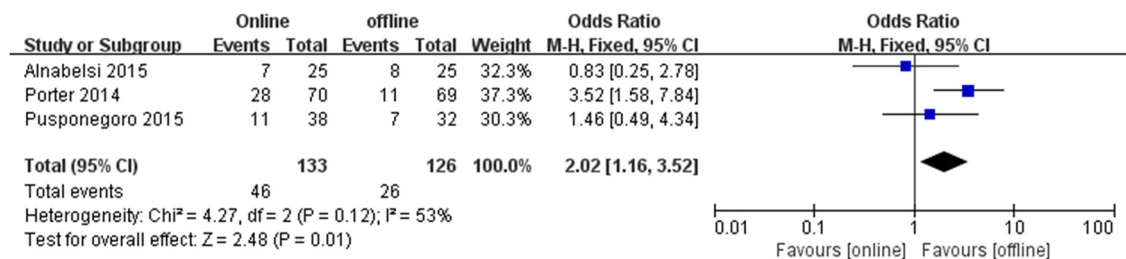 Online offline Odds Ratio Odds Ratio
Study or Subgroup Events Total Events Total Weight M-H, Fixed, 95% CI M-H, Fixed, 95% CI
Alnabelsi 2015 7 25 8 25 32.3% 0.83 [0.25, 2.78]
Porter 2014 28 70 11 69 37.3% 3.52 [1.58, 7.84]
Pusponegoro 2015 11 38 7 32 30.3% 1.46 [0.49, 4.34]
Total (95% CI) 133 126 100.0% 2.02 [1.16, 3.52]
Total events 46 26
Heterogeneity: Chi² = 4.27, df = 2 (P = 0.12); I² = 53%
Test for overall effect: Z = 2.48 (P = 0.01)
0.01 0.1 1 10 100
Favours [online] Favours [offline]